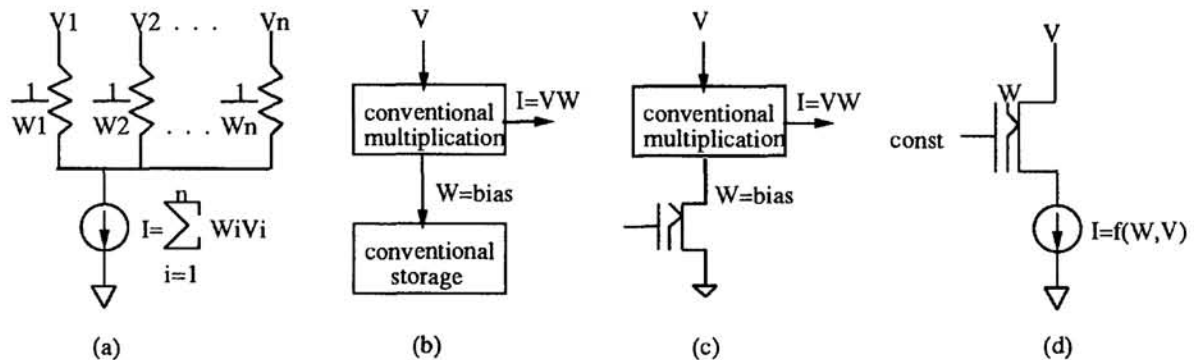 V1 V2 . . . Vn
1 1 1
W1 W2 . . . Wn
n
I= ∑ WiVi
i=1
(a)
V
conventional
multiplication
I=VW
W=bias
conventional
storage
(b)
V
conventional
multiplication
I=VW
W=bias
(c)
V
W
const
I=f(W,V)
(d)